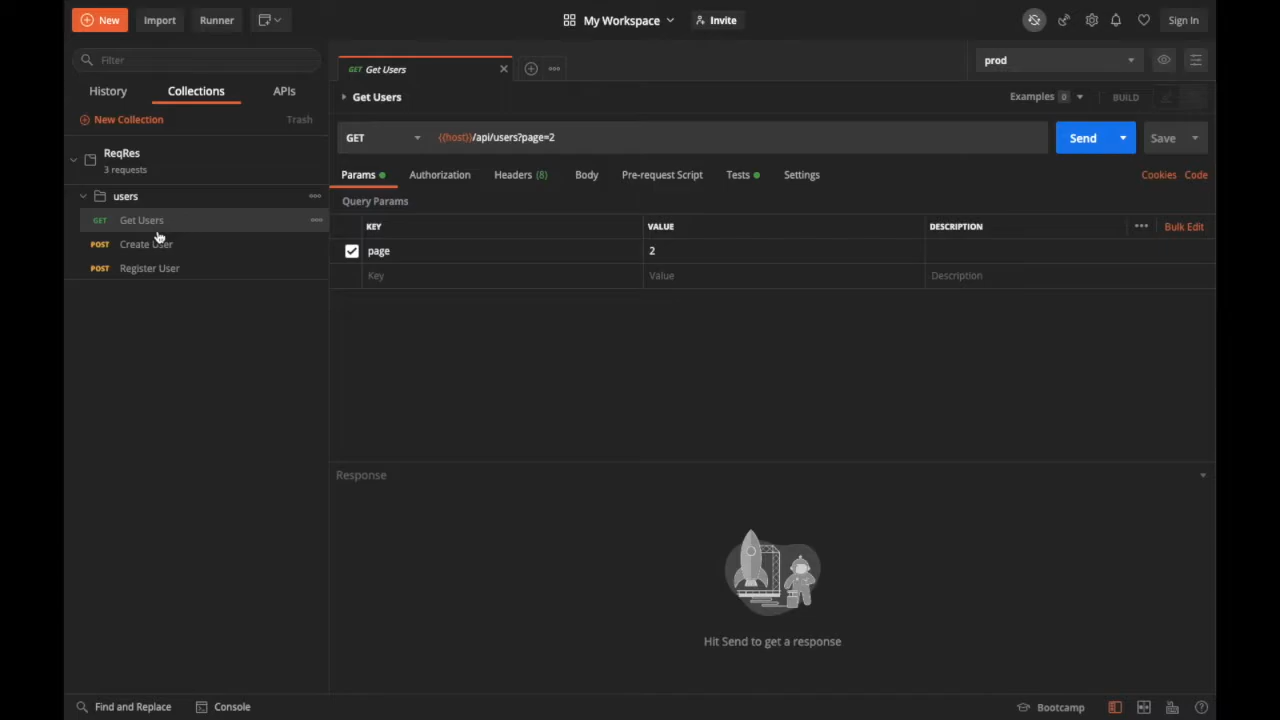 New Import Runner My Workspace Invite Sign In
Filter
GET Get Users
prod
History Collections APIs
Get Users Examples 0 BUILD
New Collection Trash
GET {{host}}/api/users?page=2 Send Save
ReqRes
3 requests
Params Authorization Headers (8) Body Pre-request Script Tests Settings Cookies Code
users
Query Params
GET Get Users
KEY VALUE DESCRIPTION Bulk Edit
POST Create User
page 2
POST Register User
Key Value Description
Response
Hit Send to get a response
Find and Replace Console Bootcamp